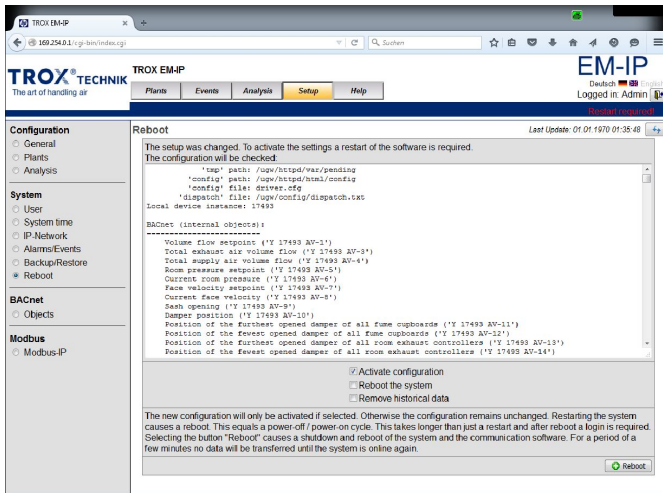 TROX EM-IP
169.254.0.1/cgi-bin/index.cgi
Suchen
TROX® TECHNIK
The art of handling air
TROX EM-IP
Plants Events Analysis Setup Help
EM-IP
Deutsch English
Logged in: Admin
Restart required!
Configuration
General
Plants
Analysis
System
User
System time
IP-Network
Alarms/Events
Backup/Restore
Reboot
BACnet
Objects
Modbus
Modbus-IP
Reboot
Last Update: 01.01.1970 01:35:48
The setup was changed. To activate the settings a restart of the software is required.
The configuration will be checked:
'tmp' path: /ugw/httpd/var/pending
'config' path: /ugw/httpd/html/config
'config' file: driver.cfg
'dispatch' file: /ugw/config/dispatch.txt
Local device instance: 17493
BACnet (internal objects):
--------------------------
Volume flow setpoint ('Y 17493 AV-1')
Total exhaust air volume flow ('Y 17493 AV-3')
Total supply air volume flow ('Y 17493 AV-4')
Room pressure setpoint ('Y 17493 AV-5')
Current room pressure ('Y 17493 AV-6')
Face velocity setpoint ('Y 17493 AV-7')
Current face velocity ('Y 17493 AV-8')
Sash opening ('Y 17493 AV-9')
Damper position ('Y 17493 AV-10')
Position of the furthest opened damper of all fume cupboards ('Y 17493 AV-11')
Position of the fewest opened damper of all fume cupboards ('Y 17493 AV-12')
Position of the furthest opened damper of all room exhaust controllers ('Y 17493 AV-13')
Position of the fewest opened damper of all room exhaust controllers ('Y 17493 AV-14')
Activate configuration
Reboot the system
Remove historical data
The new configuration will only be activated if selected. Otherwise the configuration remains unchanged. Restarting the system
causes a reboot. This equals a power-off / power-on cycle. This takes longer than just a restart and after reboot a login is required.
Selecting the button "Reboot" causes a shutdown and reboot of the system and the communication software. For a period of a
few minutes no data will be transferred until the system is online again.
Reboot